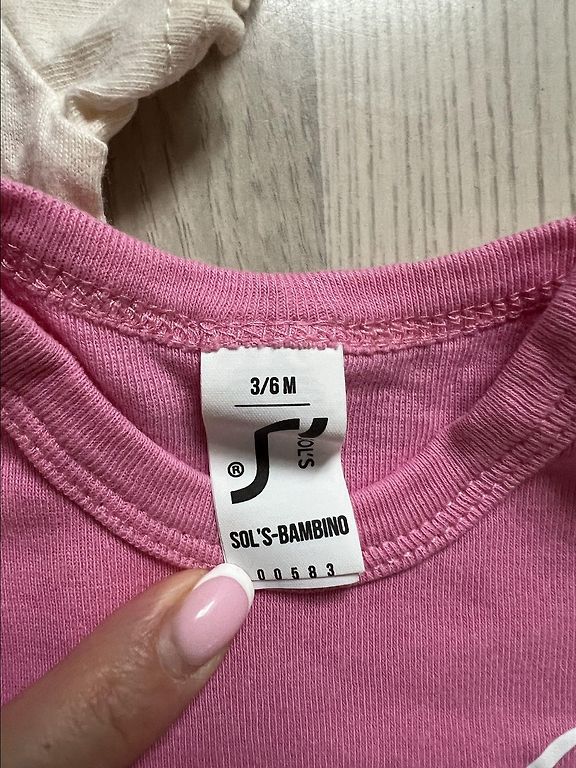 3/6 M
SOL'S
®
SOL'S-BAMBINO
00583